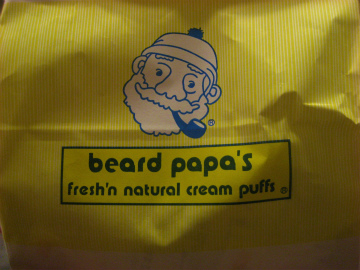 ®
beard papa's
fresh'n natural cream puffs ®